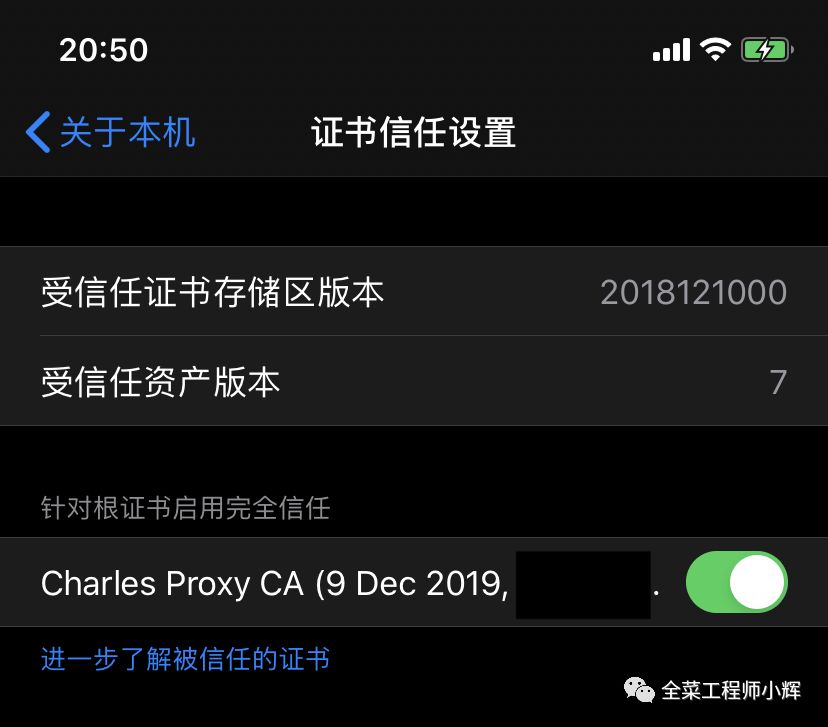 20:50
关于本机
证书信任设置
受信任证书存储区版本 2018121000
受信任资产版本 7
针对根证书启用完全信任
Charles Proxy CA (9 Dec 2019, .
进一步了解被信任的证书
全菜工程师小辉